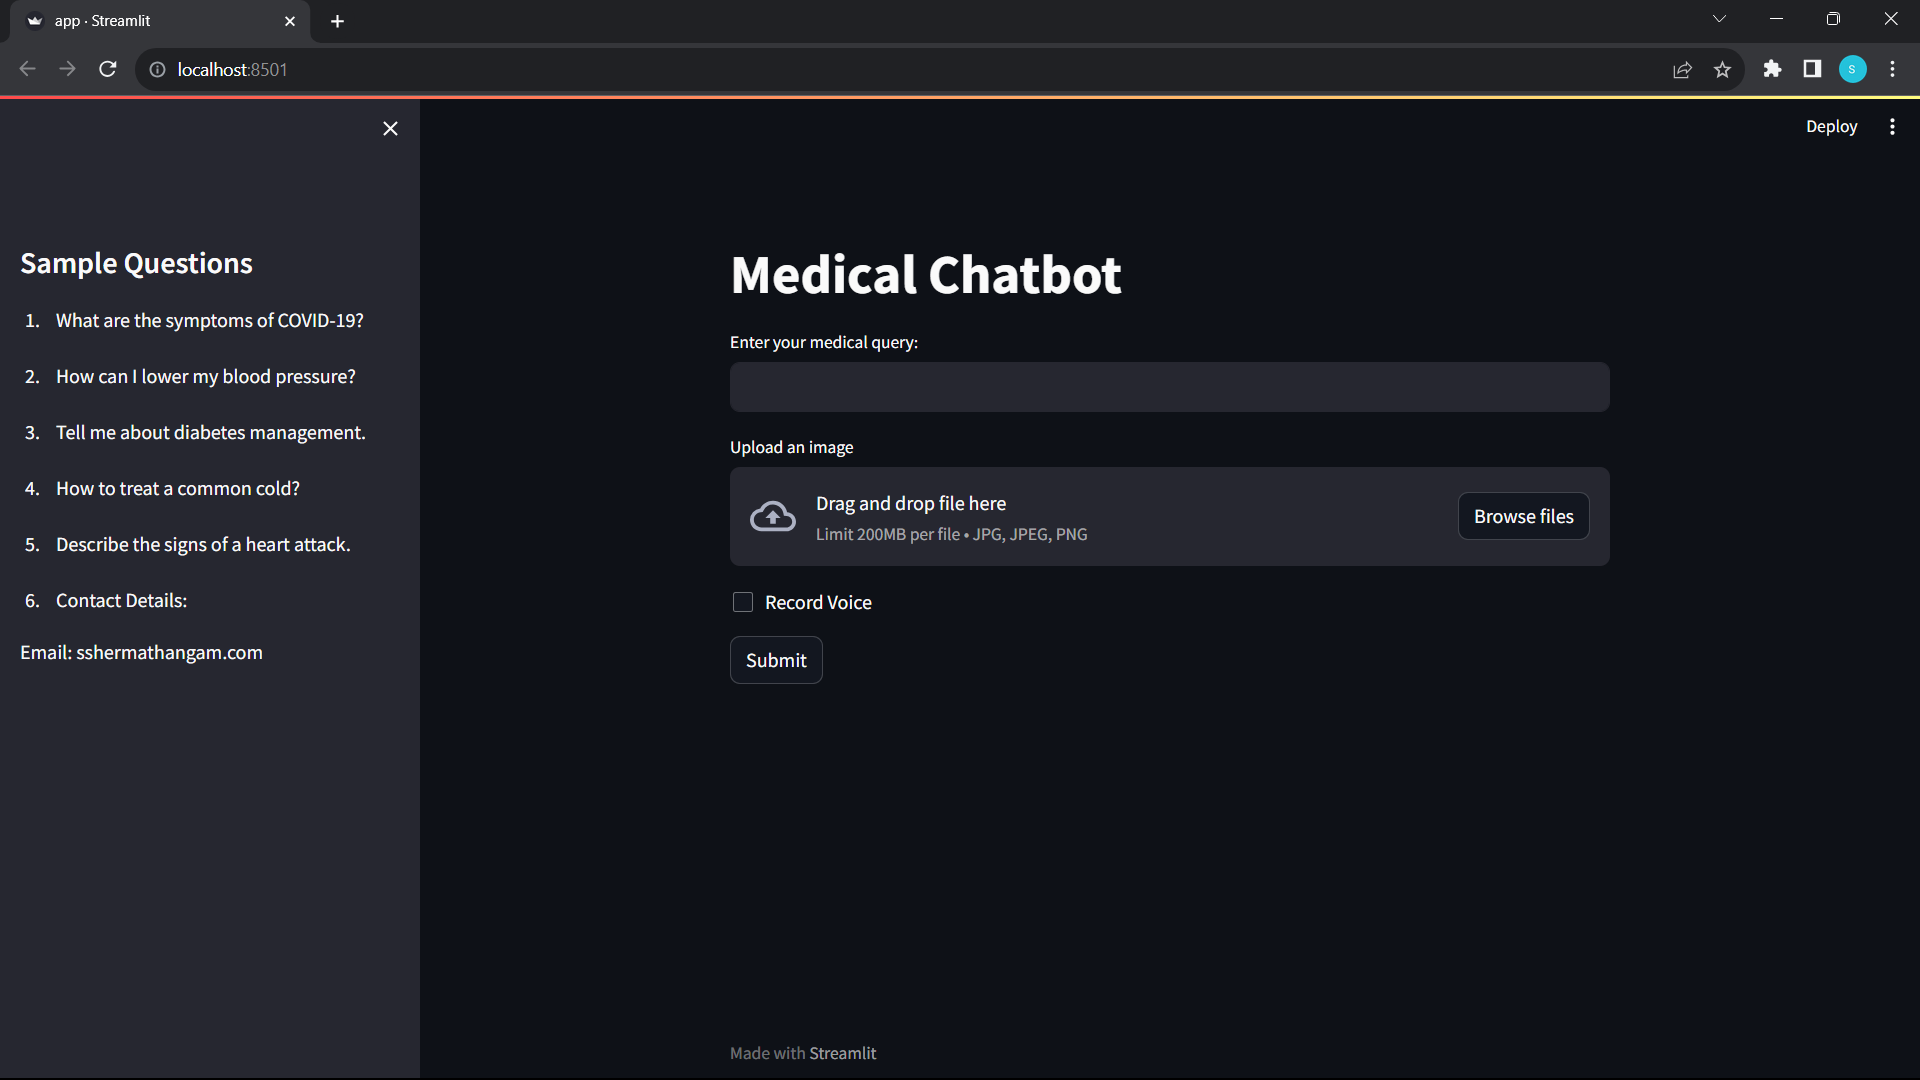 app · Streamlit
localhost:8501
S
Deploy
Sample Questions
1. What are the symptoms of COVID-19?
2. How can I lower my blood pressure?
3. Tell me about diabetes management.
4. How to treat a common cold?
5. Describe the signs of a heart attack.
6. Contact Details:
Email: sshermathangam.com
Medical Chatbot
Enter your medical query:
Upload an image
Drag and drop file here
Limit 200MB per file • JPG, JPEG, PNG
Browse files
Record Voice
Submit
Made with Streamlit